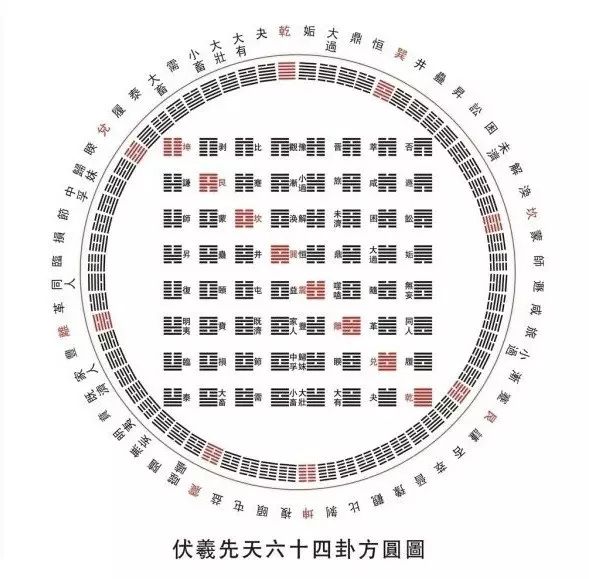 乾 姤 大過 鼎 恒 巽 井 蠱 昇 訟 困 未濟 解 渙 坎 蒙 師 遯 咸 旅 小過 漸 蹇 艮 謙 否 萃 晉 豫 觀 比 剝 坤 複 頤 屯 益 震 噬嗑 隨 無妄 明夷 賁 既濟 家人 豐 離 革 同人 臨 損 節 中孚 歸妹 睽 兌 履 泰 大畜 需 小畜 大壯 大有 夬
坤 剝 比 觀 豫 晉 萃 否
謙 艮 蹇 漸 小過 旅 咸 遯
師 蒙 坎 渙 解 未濟 困 訟
昇 蠱 井 巽 恒 鼎 大過 姤
復 頤 屯 益 震 噬嗑 隨 無妄
明夷 賁 既濟 家人 豐 離 革 同人
臨 損 節 中孚 歸妹 睽 兌 履
泰 大畜 需 小畜 大壯 大有 夬 乾
伏羲先天六十四卦方圓圖